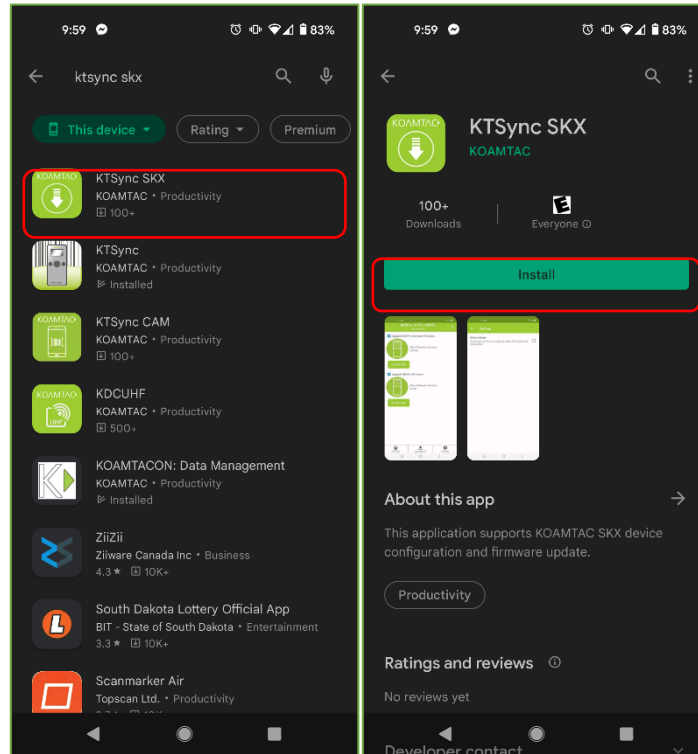 9:59
83%
ktsync skx
This device
Rating
Premium
KOAMTAC
KTSync SKX
KOAMTAC • Productivity
100+
KTSync
KOAMTAC • Productivity
Installed
KOAMTAC
KTSync CAM
KOAMTAC • Productivity
100+
KOAMTAC
UHF
KDCUHF
KOAMTAC • Productivity
500+
KOAMTACON: Data Management
KOAMTAC • Productivity
Installed
ZiiZii
Ziiware Canada Inc • Business
4.3★ 10K+
L
South Dakota Lottery Official App
BIT - State of South Dakota • Entertainment
3.3★ 10K+
Scanmarker Air
Topscan Ltd. • Productivity
9:59
83%
KOAMTAC
KTSync SKX
KOAMTAC
100+
Downloads
E
Everyone
Install
About this app
This application supports KOAMTAC SKX device
configuration and firmware update.
Productivity
Ratings and reviews
No reviews yet
Developer contact